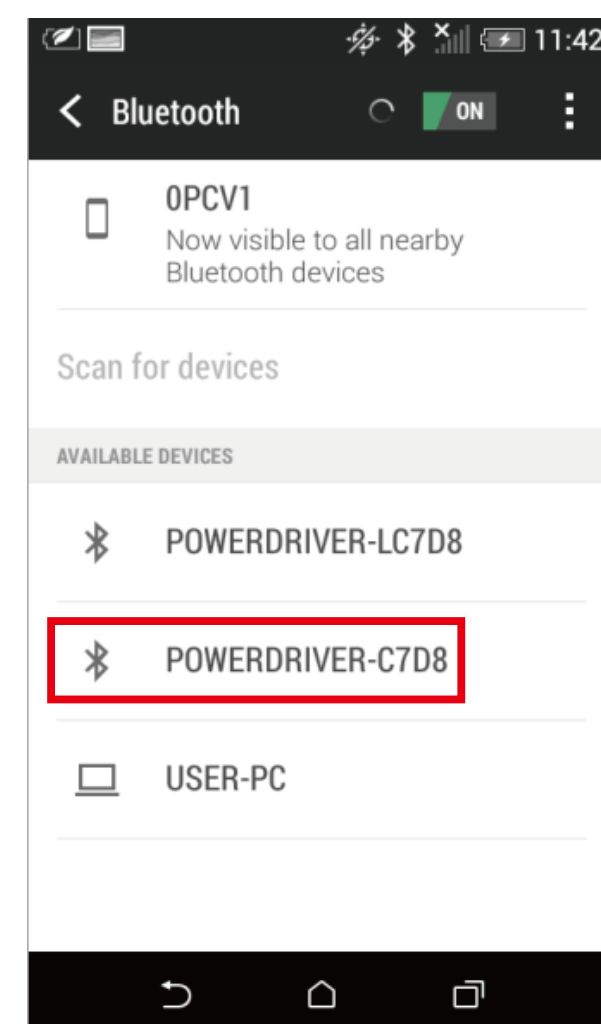 11:42
Bluetooth
ON
0PCV1
Now visible to all nearby
Bluetooth devices
Scan for devices
AVAILABLE DEVICES
POWERDRIVER-LC7D8
POWERDRIVER-C7D8
USER-PC